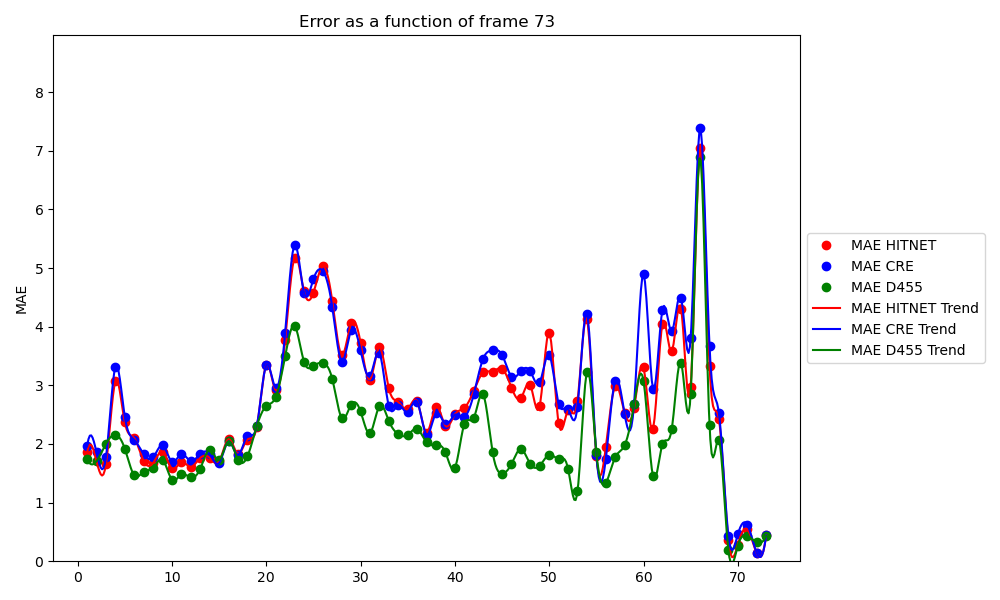 Error as a function of frame 73
MAE
8
7
6
5
4
3
2
1
0
0 10 20 30 40 50 60 70
MAE HITNET
MAE CRE
MAE D455
MAE HITNET Trend
MAE CRE Trend
MAE D455 Trend